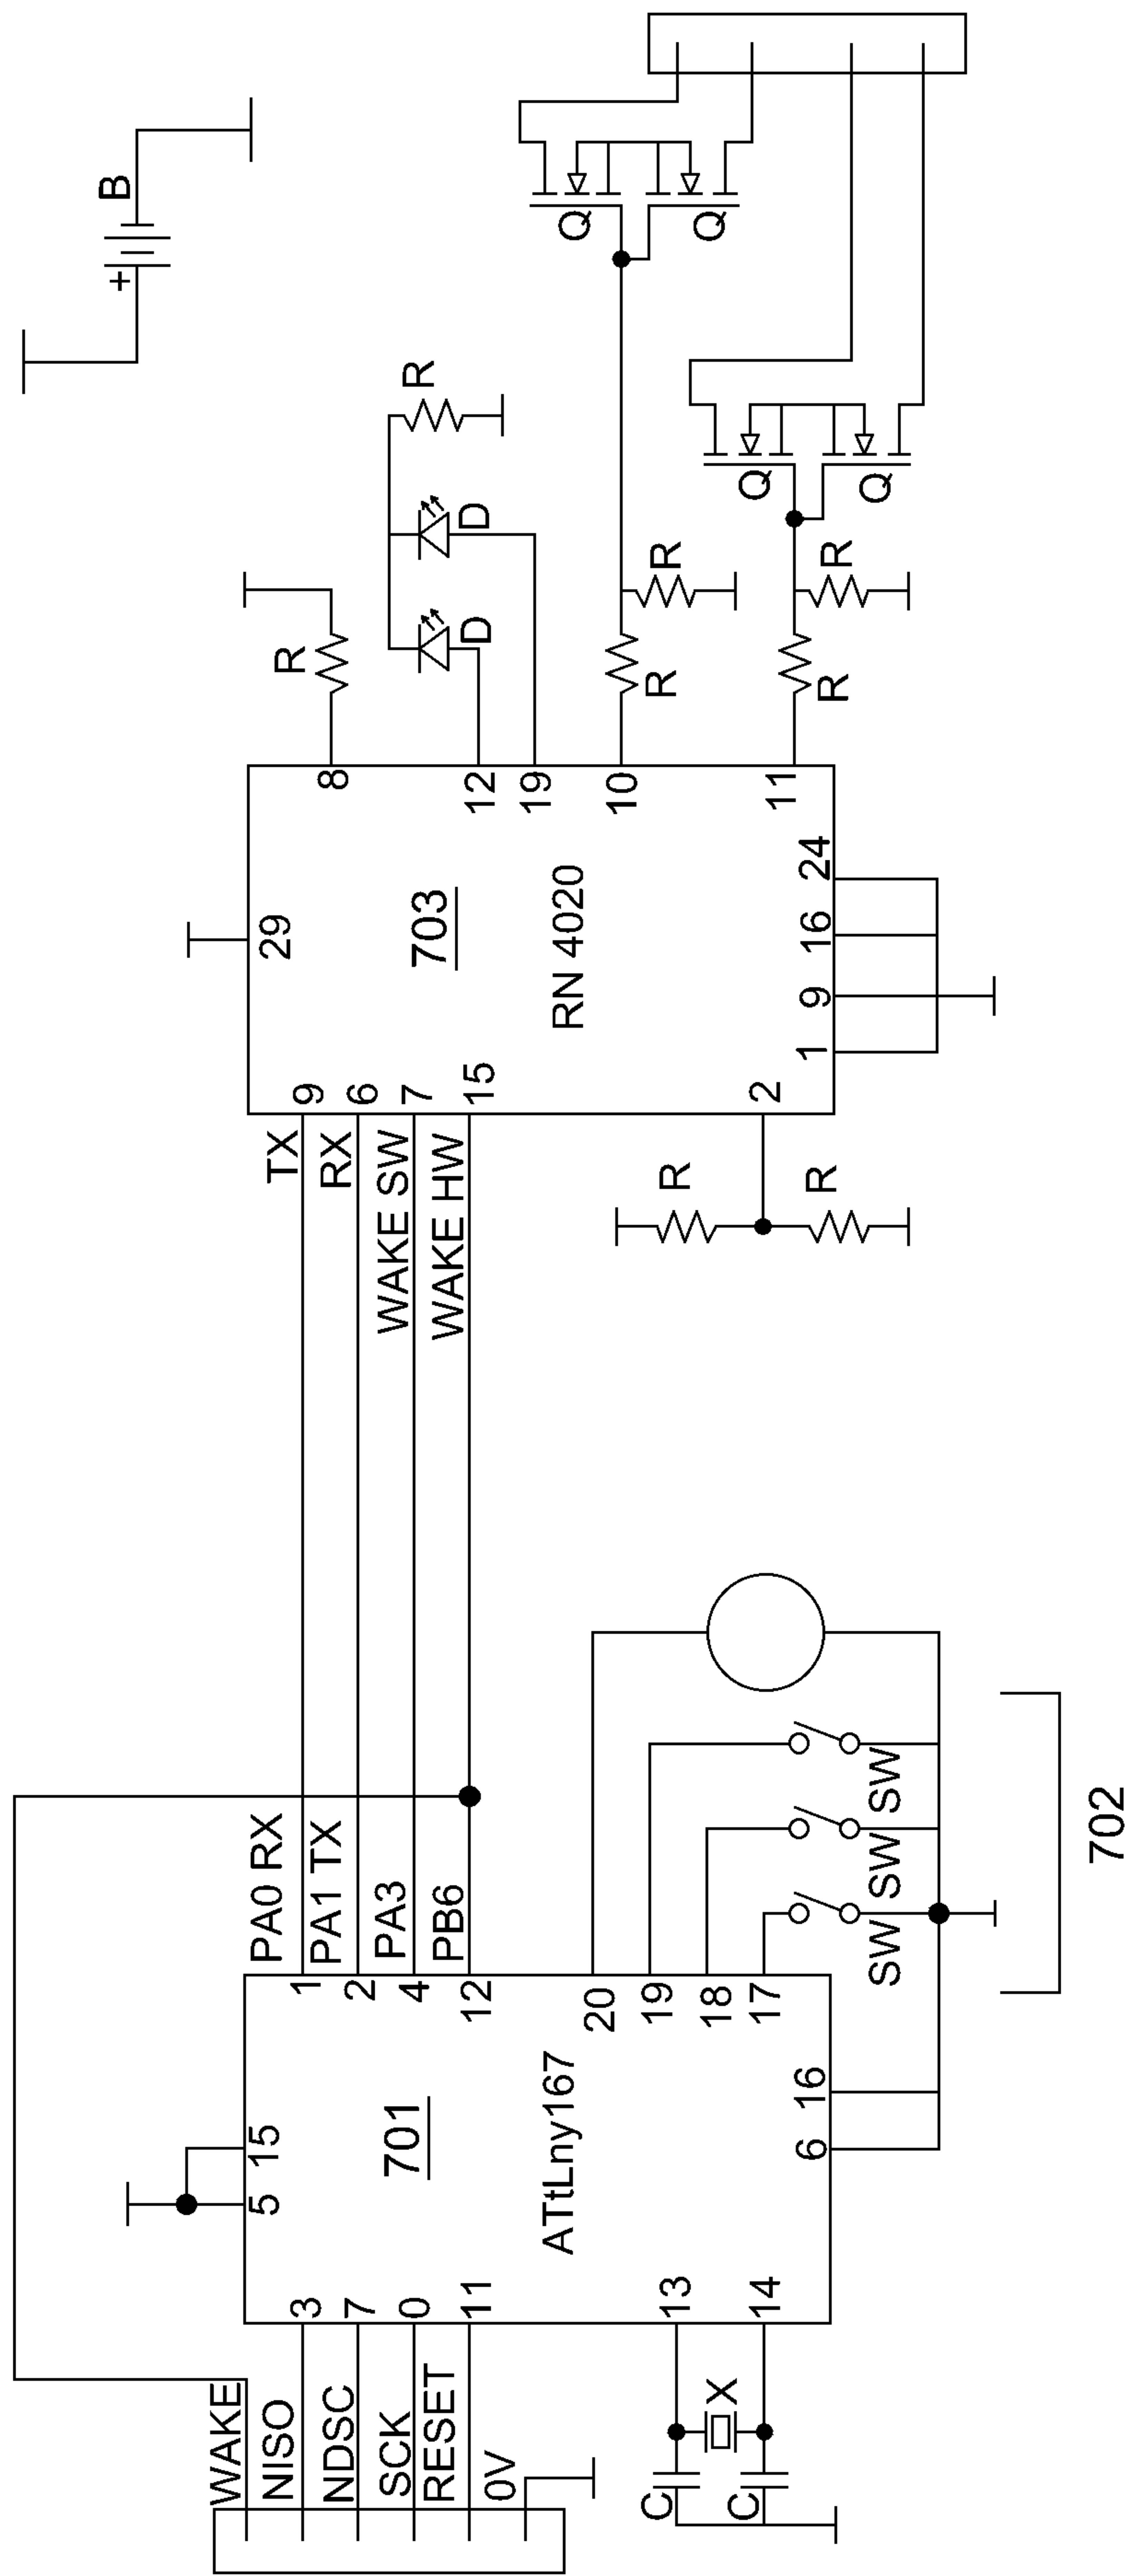 B
+
WAKE
NISO
NDSC
SCK
RESET
0V
3
7
0
11
13
14
5
15
701
ATtLny167
6
16
C
C
X
PA0 RX
PA1 TX
PA3
PB6
1
2
4
12
20
19
18
17
SW
SW
SW
702
TX
RX
WAKE SW
WAKE HW
9
6
7
15
2
R
R
29
703
RN 4020
1
9
16
24
8
12
19
10
11
R
D
D
R
R
R
R
R
Q
Q
Q
Q